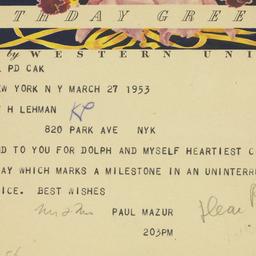 THDAY GREE
by WESTERN UNI
PD CAK
EW YORK N Y MARCH 27 1953
H LEHMAN KP
820 PARK AVE NYK
D TO YOU FOR DOLPH AND MYSELF HEARTIEST C
AY WHICH MARKS A MILESTONE IN AN UNINTERR
ICE. BEST WISHES
PAUL MAZUR
203PM